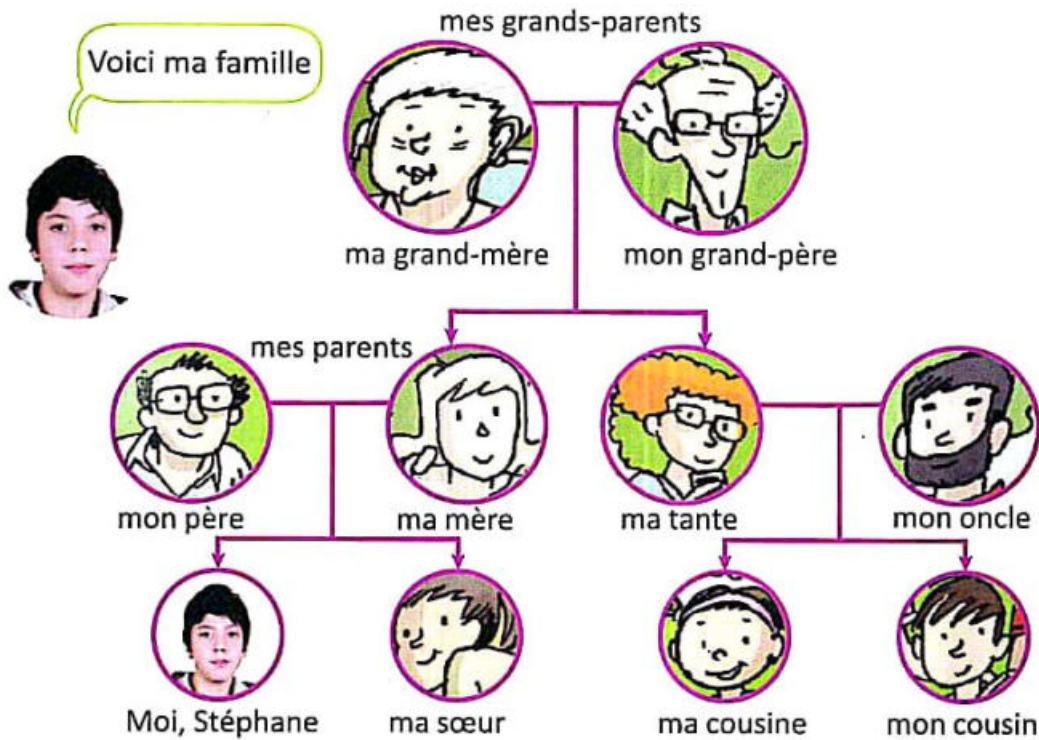 mes grands-parents
Voici ma famille
ma grand-mère
mon grand-père
mes parents
mon père
ma mère
ma tante
mon oncle
Moi, Stéphane
ma sœur
ma cousine
mon cousin